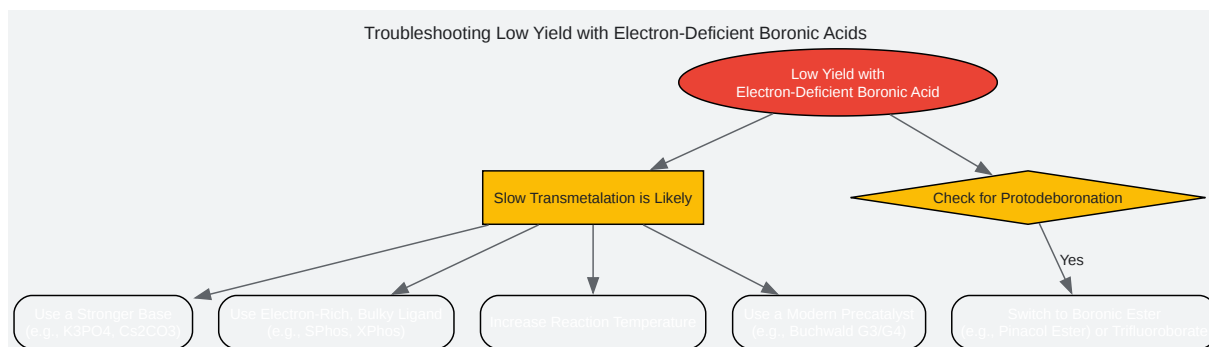 Troubleshooting Low Yield with Electron-Deficient Boronic Acids
Low Yield with
Electron-Deficient Boronic Acid
Slow Transmetalation is Likely
Check for Protodeboronation
Yes
Use a Stronger Base
(e.g., K3PO4, Cs2CO3)
Use Electron-Rich, Bulky Ligand
(e.g., SPhos, XPhos)
Increase Reaction Temperature
Use a Modern Precatalyst
(e.g., Buchwald G3/G4)
Switch to Boronic Ester
(e.g., Pinacol Ester) or Trifluoroborate